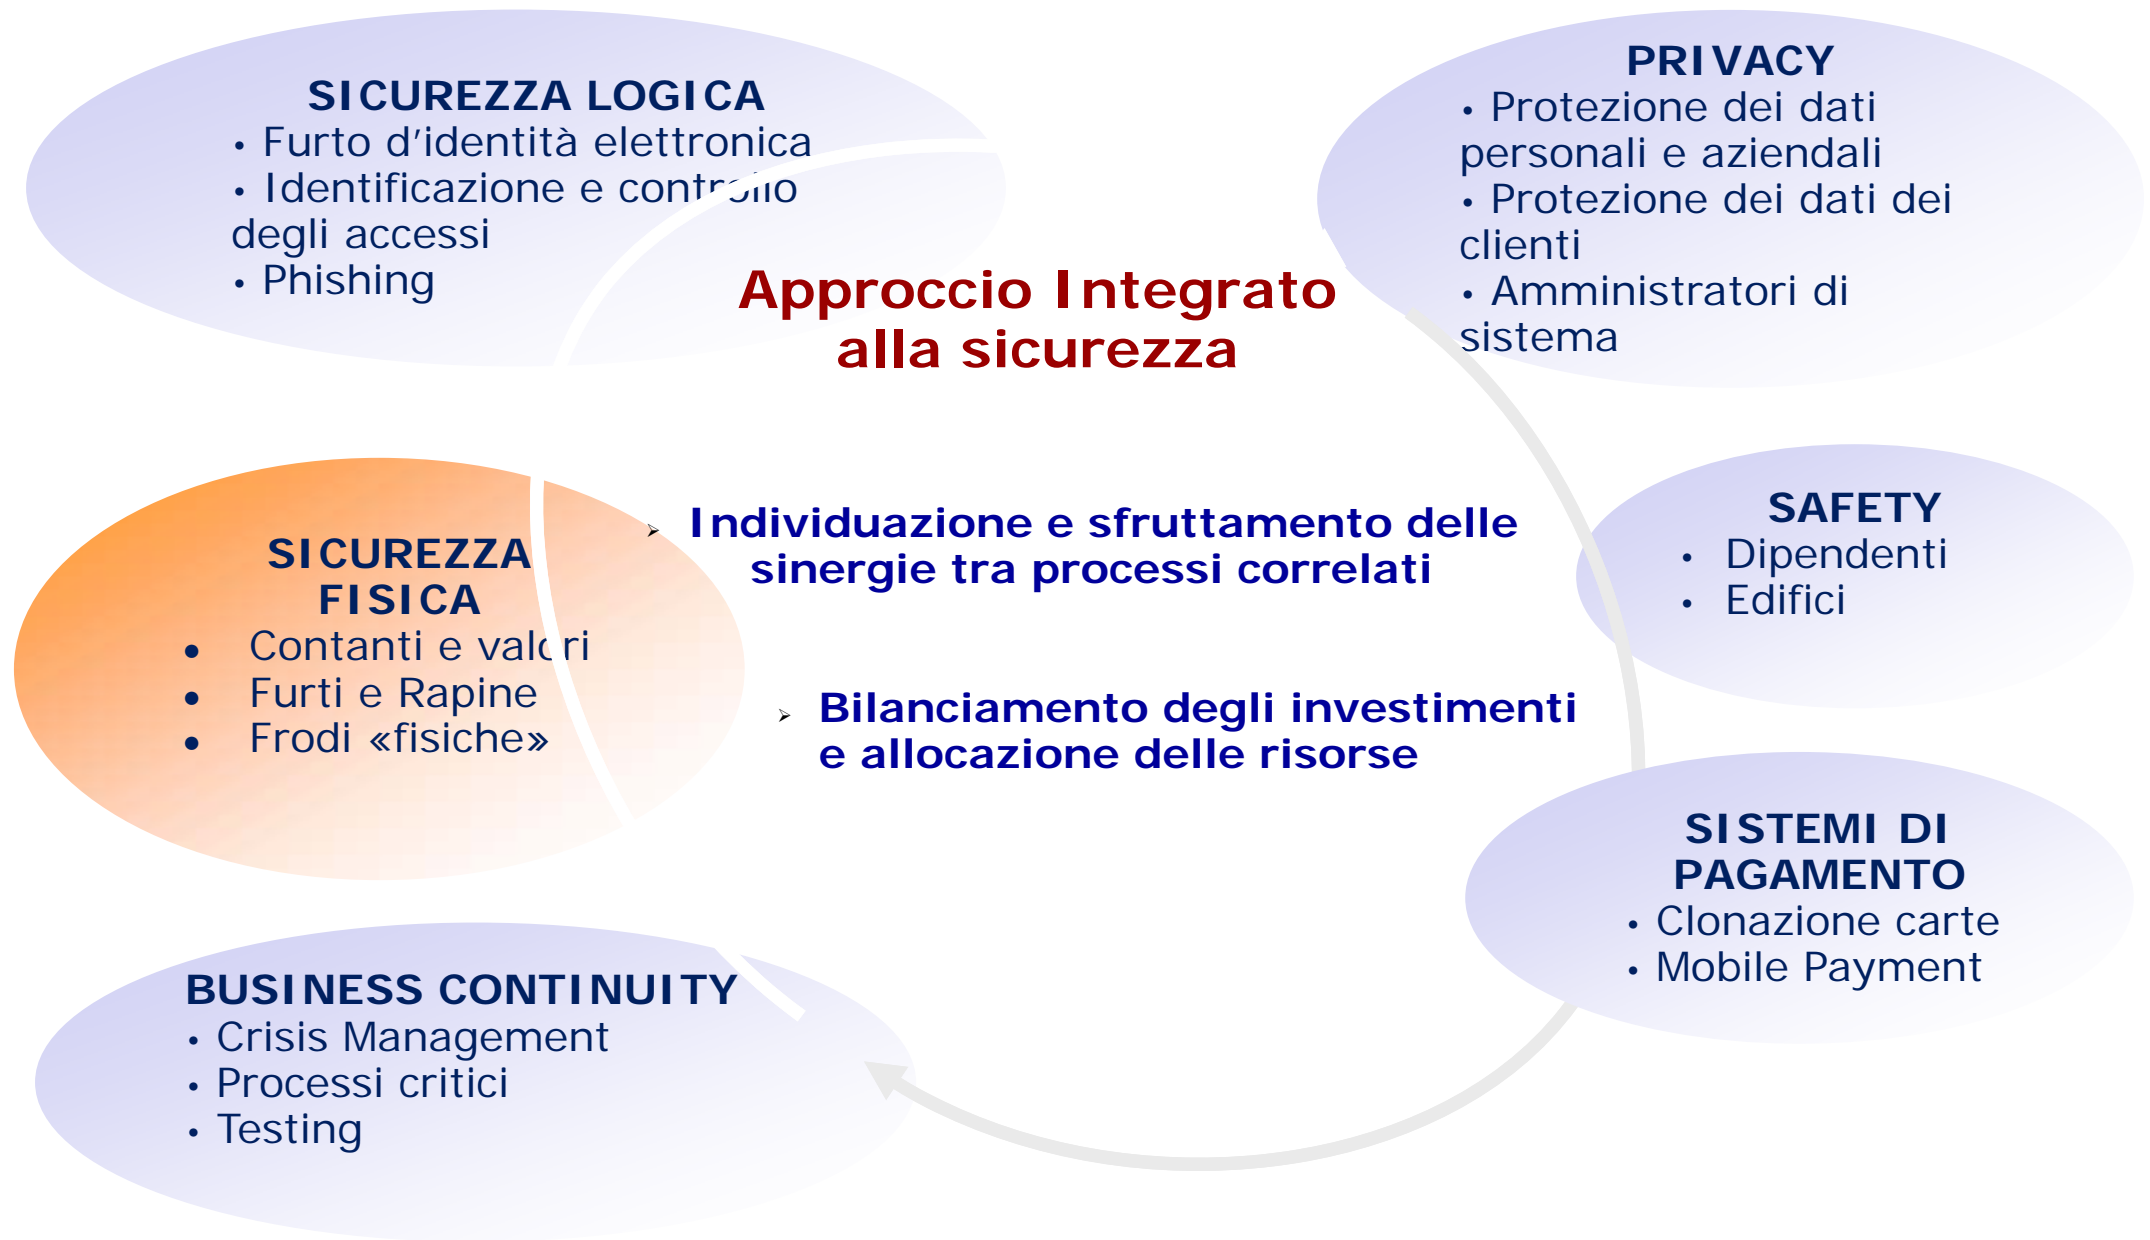 SICUREZZA LOGICA
• Furto d'identità elettronica
• Identificazione e controllo
degli accessi
• Phishing
PRIVACY
• Protezione dei dati
personali e aziendali
• Protezione dei dati dei
clienti
• Amministratori di
sistema
Approccio Integrato
alla sicurezza
SICUREZZA
FISICA
• Contanti e valori
• Furti e Rapine
• Frodi «fisiche»
➢ Individuazione e sfruttamento delle
sinergie tra processi correlati
➢ Bilanciamento degli investimenti
e allocazione delle risorse
SAFETY
• Dipendenti
• Edifici
SISTEMI DI
PAGAMENTO
• Clonazione carte
• Mobile Payment
BUSINESS CONTINUITY
• Crisis Management
• Processi critici
• Testing